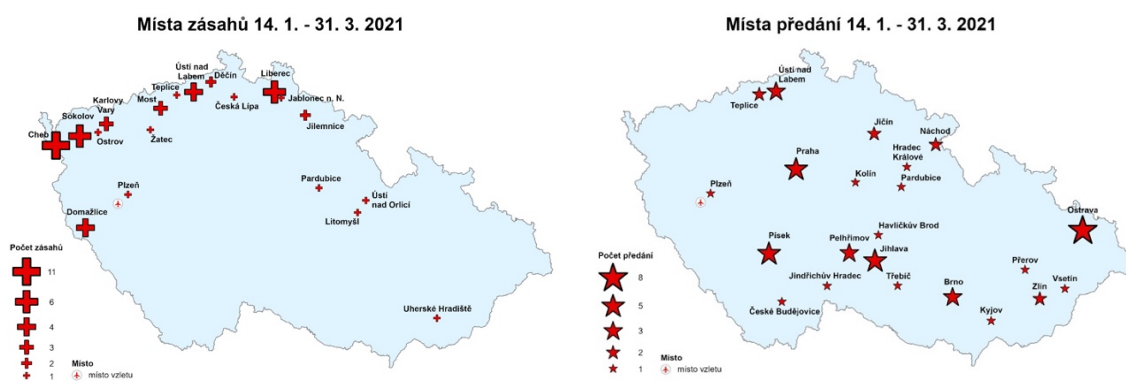 Místa zásahů 14. 1. - 31. 3. 2021
Ústí nad
Labem
Děčín
Teplice
Liberec
Most
Česká Lípa
Jablonec n. N.
Karlovy
Vary
Sokolov
Jilemnice
Cheb
Ostrov
Žatec
Plzeň
Pardubice
Ústí
nad Orlicí
Litomyšl
Domažlice
Uherské Hradiště
Počet zásahů
11
6
4
3
2
1
Místo
místo vzletu
Místa předání 14. 1. - 31. 3. 2021
Ústí nad
Labem
Teplice
Jičín
Náchod
Praha
Hradec
Králové
Kolín
Pardubice
Plzeň
Ostrava
Havlíčkův Brod
Písek
Pelhřimov
Jihlava
Přerov
Jindřichův Hradec
Třebíč
Vsetín
Brno
Zlín
České Budějovice
Kyjov
Počet předání
8
5
3
2
1
Místo
místo vzletu